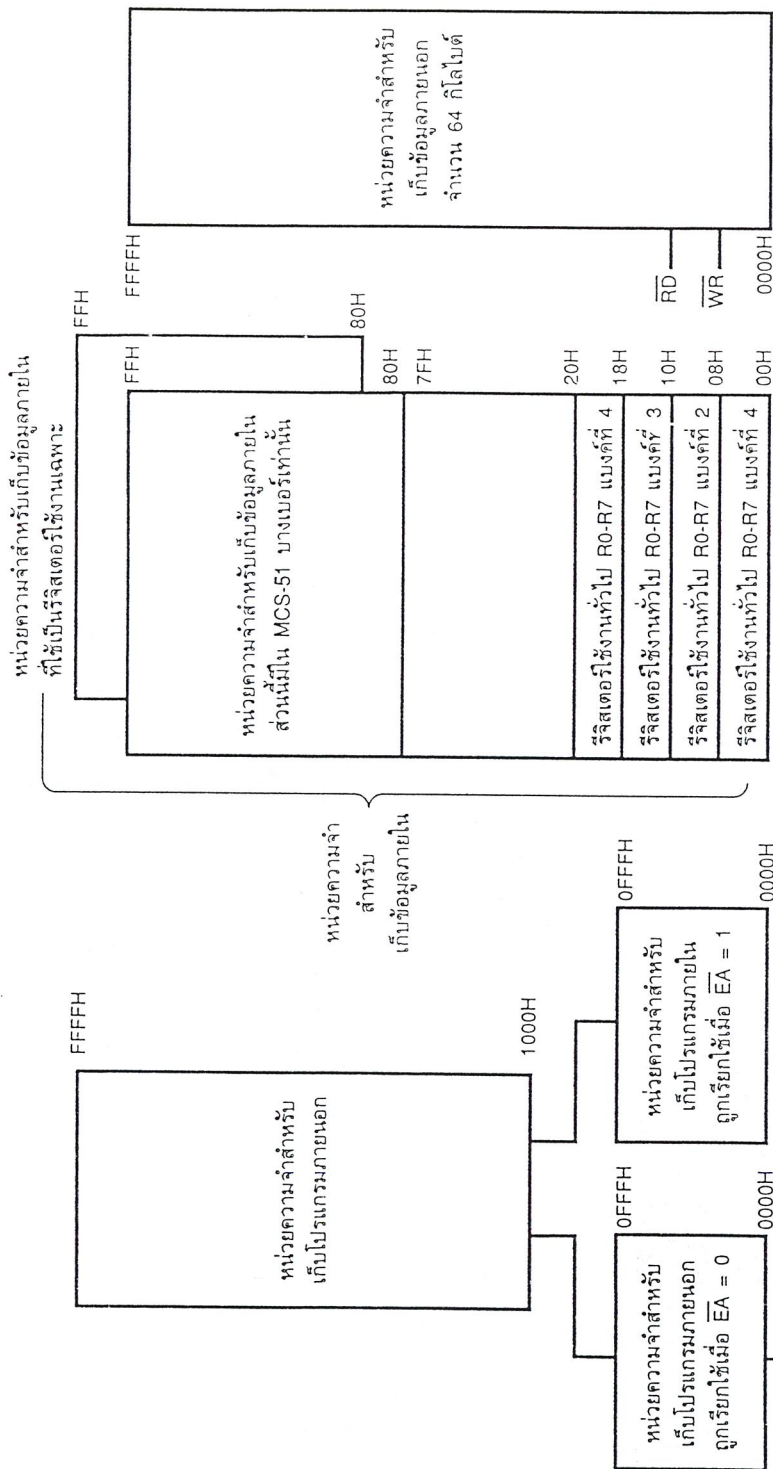 FFFFH
หน่วยความจำสำหรับ
เก็บโปรแกรมภายนอก
1000H
0FFFH
หน่วยความจำสำหรับ
เก็บโปรแกรมภายนอก
ถูกเรียกใช้เมื่อ E̅A̅ = 0
0000H
0FFFH
หน่วยความจำสำหรับ
เก็บโปรแกรมภายใน
ถูกเรียกใช้เมื่อ E̅A̅ = 1
0000H
หน่วยความจำ
สำหรับ
เก็บข้อมูลภายใน
หน่วยความจำสำหรับเก็บข้อมูลภายใน
ที่ใช้เป็นรีจิสเตอร์ใช้งานเฉพาะ
FFH
80H
FFH
หน่วยความจำสำหรับเก็บข้อมูลภายใน
ส่วนนี้มีใน MCS-51 บางเบอร์เท่านั้น
80H
7FH
20H
รีจิสเตอร์ใช้งานทั่วไป R0-R7 แบงค์ที่ 4
18H
รีจิสเตอร์ใช้งานทั่วไป R0-R7 แบงค์ที่ 3
10H
รีจิสเตอร์ใช้งานทั่วไป R0-R7 แบงค์ที่ 2
08H
รีจิสเตอร์ใช้งานทั่วไป R0-R7 แบงค์ที่ 4
00H
FFFFH
หน่วยความจำสำหรับ
เก็บข้อมูลภายนอก
จำนวน 64 กิโลไบต์
R̅D̅
W̅R̅
0000H